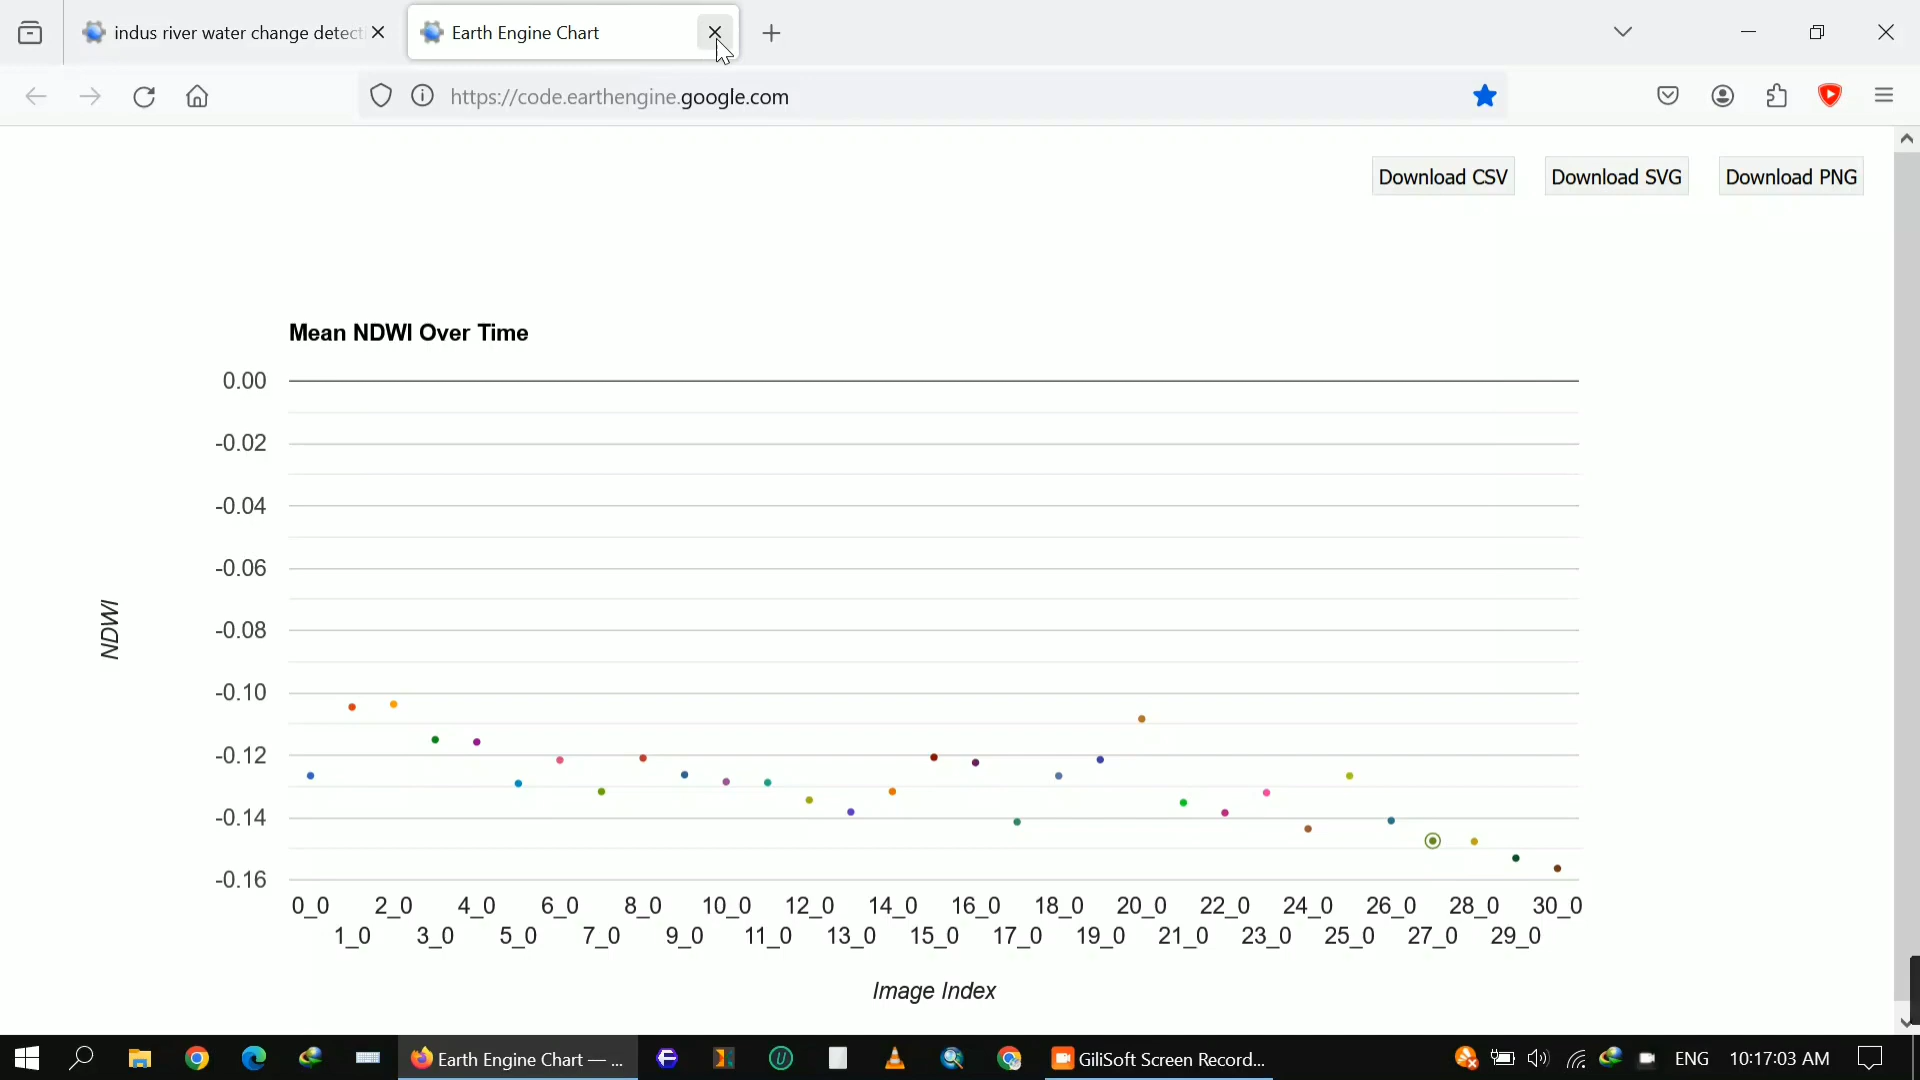 indus river water change detect
Earth Engine Chart
https://code.earthengine.google.com
Download CSV
Download SVG
Download PNG
Mean NDWI Over Time
0.00
-0.02
-0.04
-0.06
-0.08
-0.10
-0.12
-0.14
-0.16
NDWI
0_0 2_0 4_0 6_0 8_0 10_0 12_0 14_0 16_0 18_0 20_0 22_0 24_0 26_0 28_0 30_0
1_0 3_0 5_0 7_0 9_0 11_0 13_0 15_0 17_0 19_0 21_0 23_0 25_0 27_0 29_0
Image Index
Earth Engine Chart — ...
GiliSoft Screen Record...
ENG
10:17:03 AM